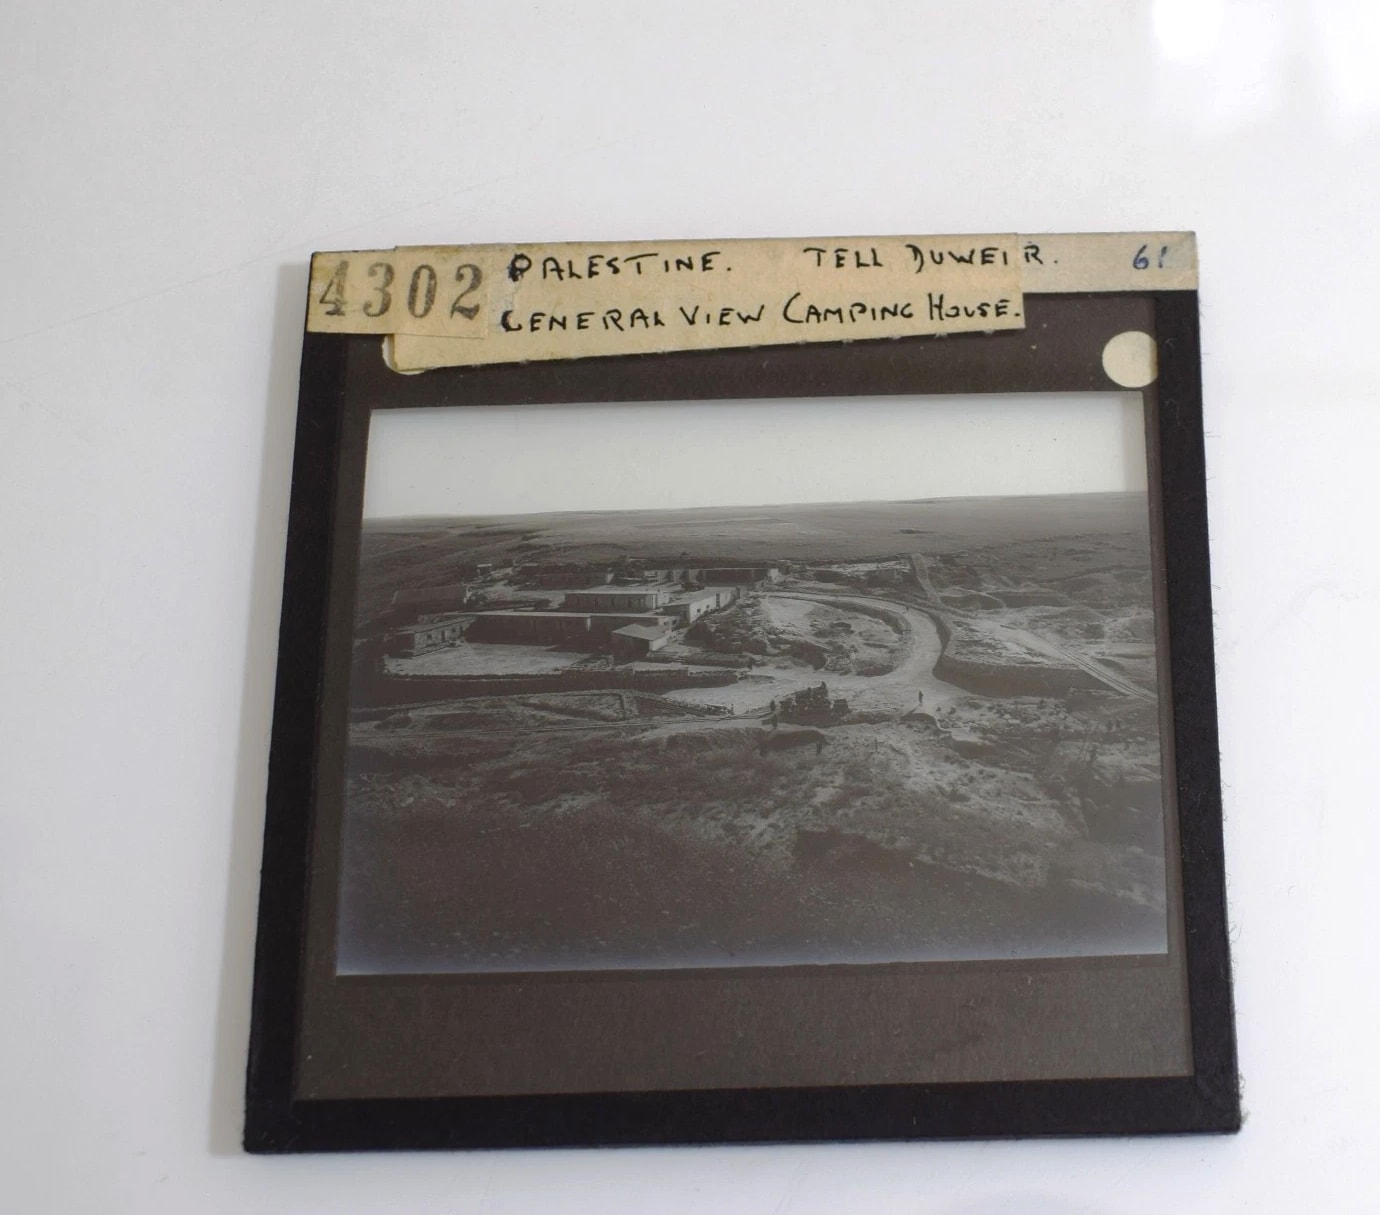 4302 PALESTINE. TELL DUWEIR. 61
GENERAL VIEW CAMPING HOUSE.